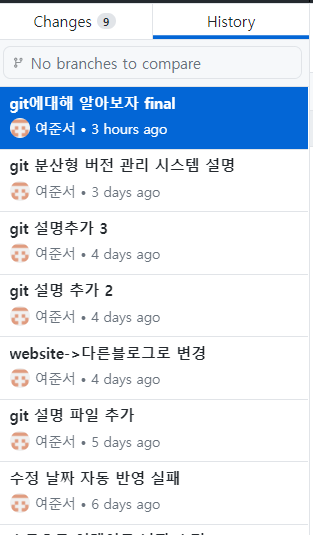 Changes 9 History
No branches to compare
git에대해 알아보자 final
여준서 • 3 hours ago
git 분산형 버전 관리 시스템 설명
여준서 • 3 days ago
git 설명추가 3
여준서 • 4 days ago
git 설명 추가 2
여준서 • 4 days ago
website->다른블로그로 변경
여준서 • 4 days ago
git 설명 파일 추가
여준서 • 5 days ago
수정 날짜 자동 반영 실패
여준서 • 6 days ago